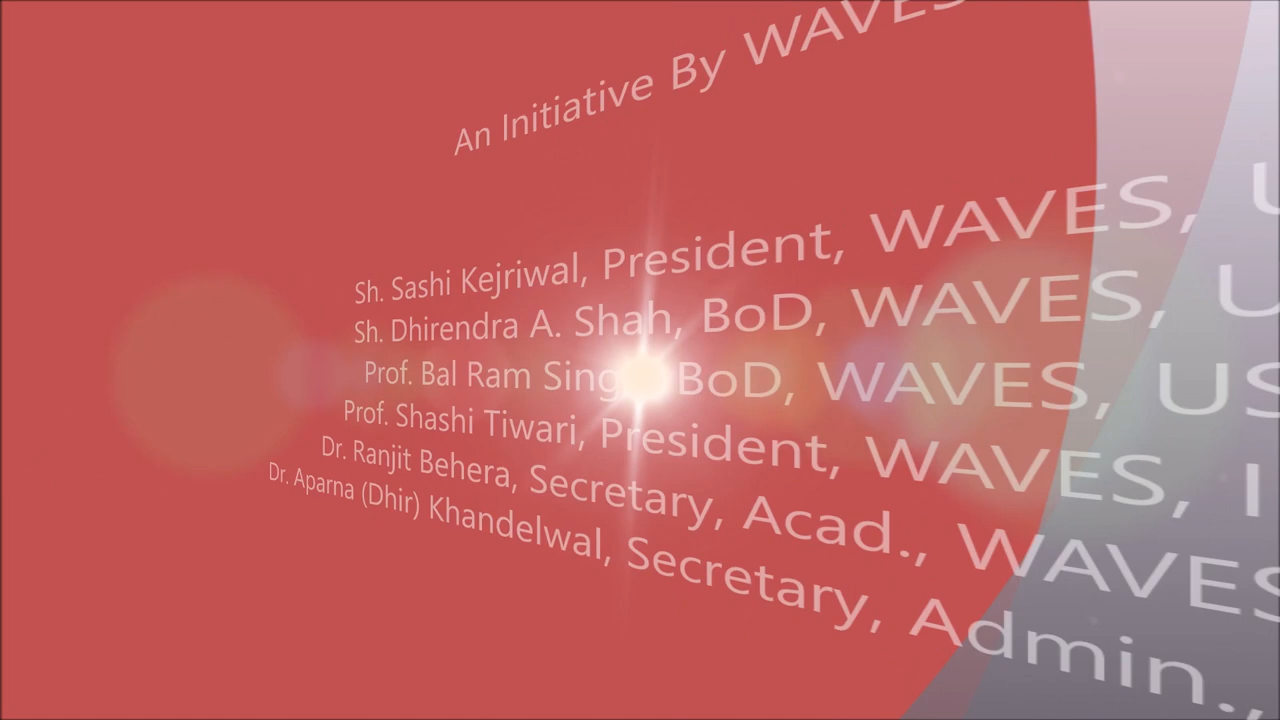 An Initiative By WAVES
Sh. Sashi Kejriwal, President, WAVES, U
Sh. Dhirendra A. Shah, BoD, WAVES, U
Prof. Bal Ram Sing BoD, WAVES, US
Prof. Shashi Tiwari, President, WAVES, I
Dr. Ranjit Behera, Secretary, Acad., WAVES
Dr. Aparna (Dhir) Khandelwal, Secretary, Admin.,